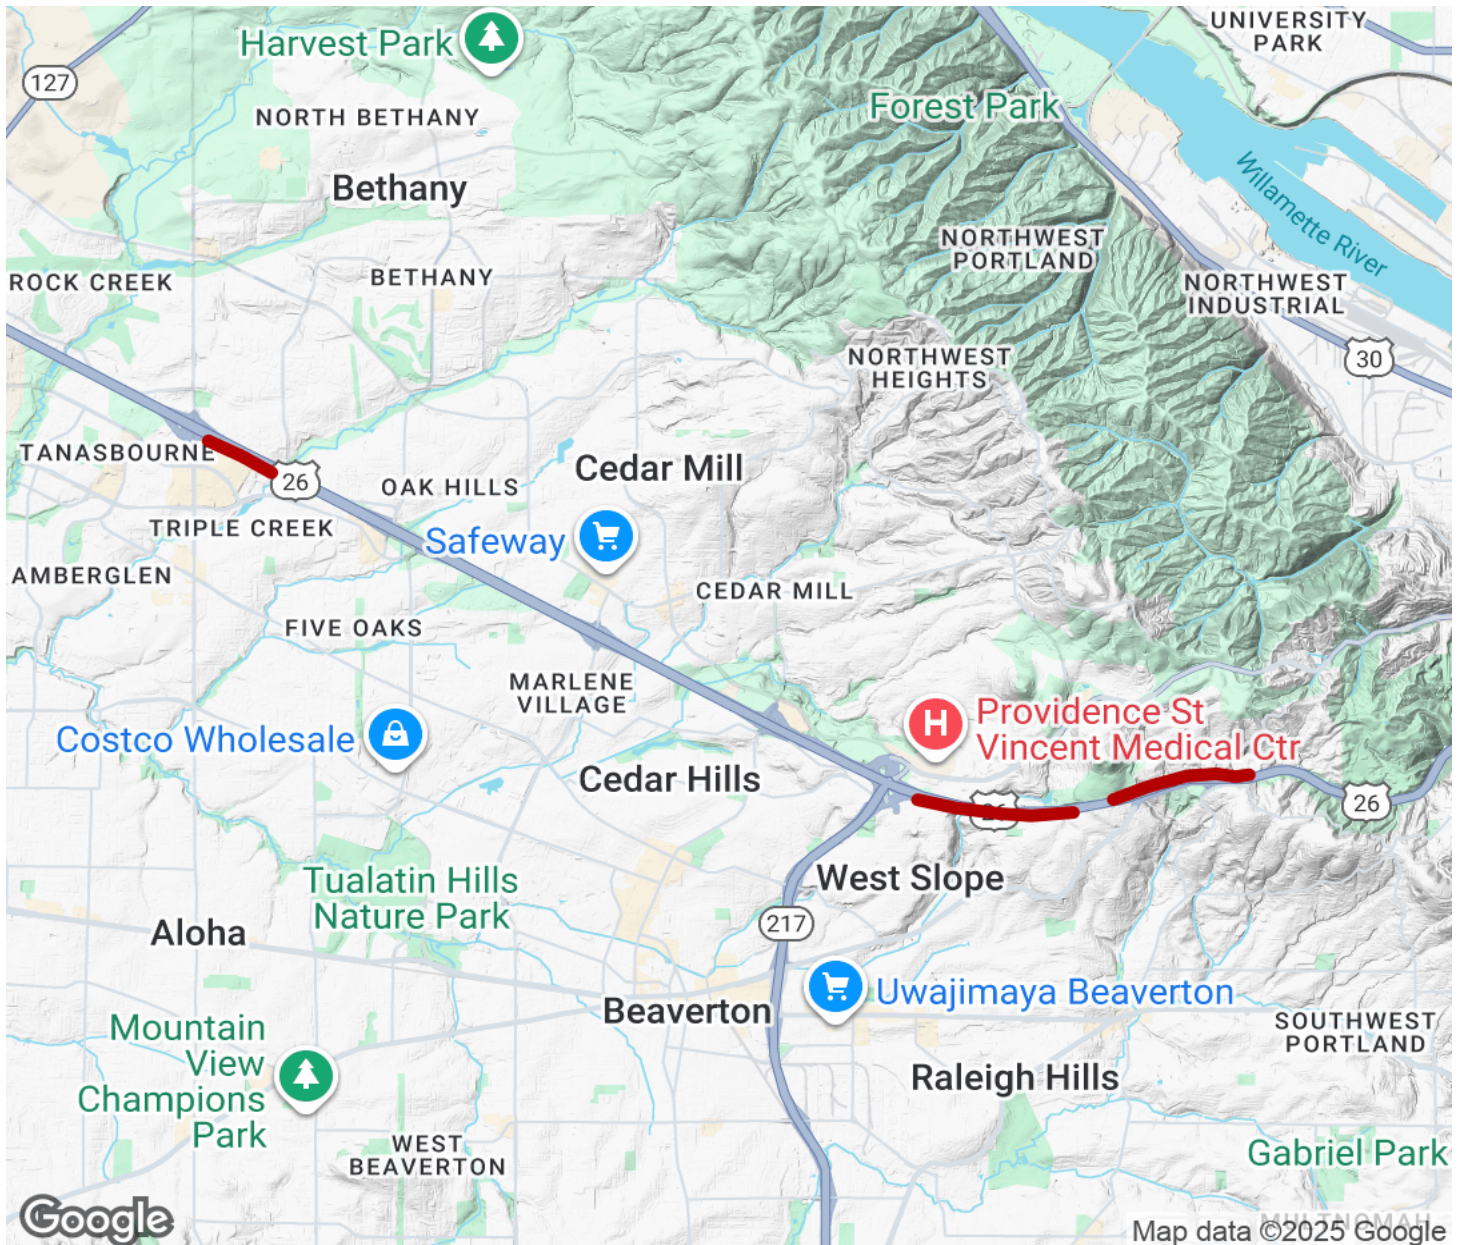 UNIVERSITY
PARK
Harvest Park
127
NORTH BETHANY
Forest Park
Bethany
Willamette River
NORTHWEST
PORTLAND
ROCK CREEK
BETHANY
NORTHWEST
INDUSTRIAL
NORTHWEST
HEIGHTS
30
TANASBOURNE
26
Cedar Mill
OAK HILLS
TRIPLE CREEK
Safeway
AMBERGLEN
CEDAR MILL
FIVE OAKS
MARLENE
VILLAGE
H
Providence St
Vincent Medical Ctr
Costco Wholesale
Cedar Hills
26
26
West Slope
Tualatin Hills
Nature Park
217
Aloha
Uwajimaya Beaverton
Beaverton
Mountain
View
Champions
Park
SOUTHWEST
PORTLAND
Raleigh Hills
WEST
BEAVERTON
Gabriel Park
Google
MULTNOMAH
Map data ©2025 Google